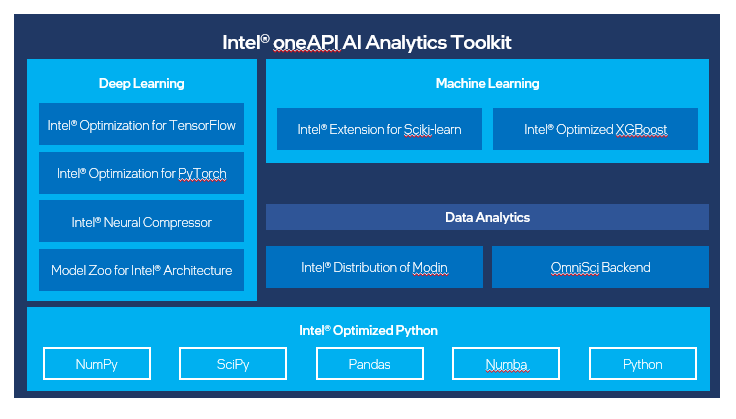 Intel® oneAPI AI Analytics Toolkit
Deep Learning
Intel® Optimization for TensorFlow
Intel® Optimization for PyTorch
Intel® Neural Compressor
Model Zoo for Intel® Architecture
Machine Learning
Intel® Extension for Sciki-learn
Intel® Optimized XGBoost
Data Analytics
Intel® Distribution of Modin
OmniSci Backend
Intel® Optimized Python
NumPy
SciPy
Pandas
Numba
Python